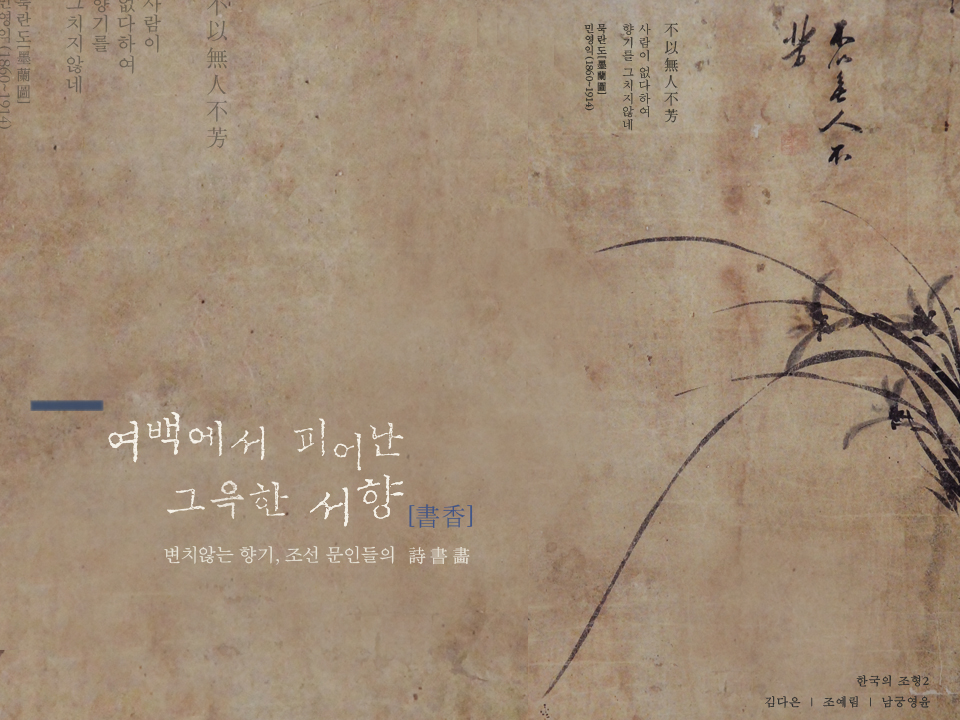 不以無人不芳
사람이 없다하여
향기를 그치지않네
묵란도[墨蘭圖]
민영익(1860~1914)
不以無人不
芳
不以無人不芳
사람이
없다하여
향기를
그치지않네
묵란도[墨蘭圖]
민영익(1860~1914)
여백에서 피어난
그윽한 서향[書香]
변치않는 향기, 조선 문인들의 詩書畵
한국의 조형2
김다은 | 조예림 | 남궁영윤